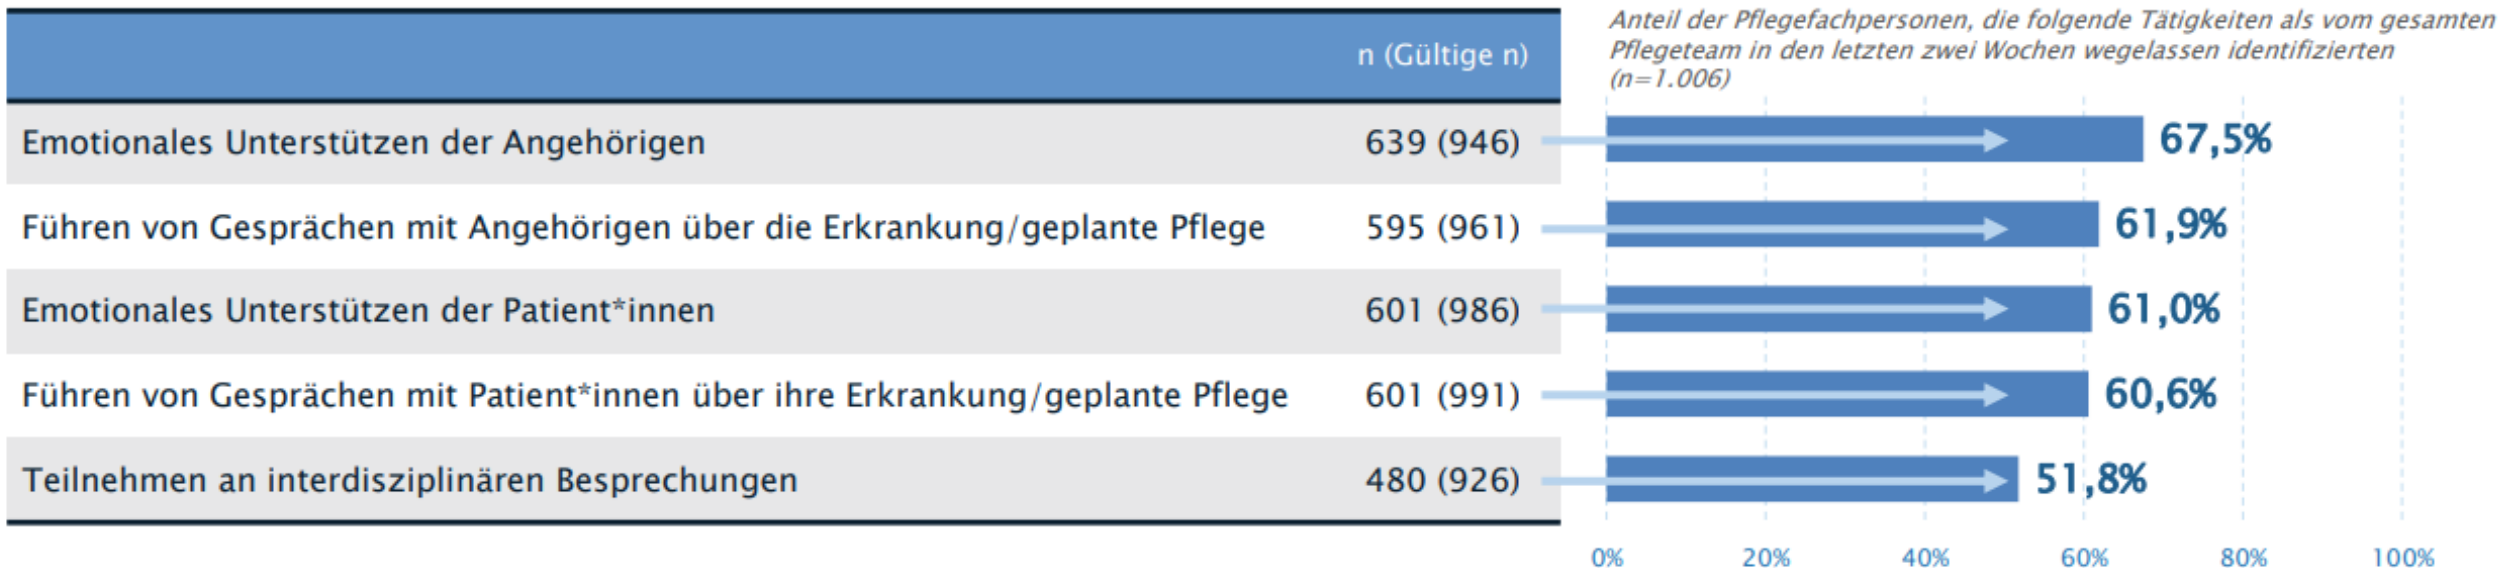 n (Gültige n)
Anteil der Pflegefachpersonen, die folgende Tätigkeiten als vom gesamten
Pflegeteam in den letzten zwei Wochen wegelassen identifizierten
(n=1.006)
Emotionales Unterstützen der Angehörigen 639 (946) 67,5%
Führen von Gesprächen mit Angehörigen über die Erkrankung/geplante Pflege 595 (961) 61,9%
Emotionales Unterstützen der Patient*innen 601 (986) 61,0%
Führen von Gesprächen mit Patient*innen über ihre Erkrankung/geplante Pflege 601 (991) 60,6%
Teilnehmen an interdisziplinären Besprechungen 480 (926) 51,8%
0% 20% 40% 60% 80% 100%